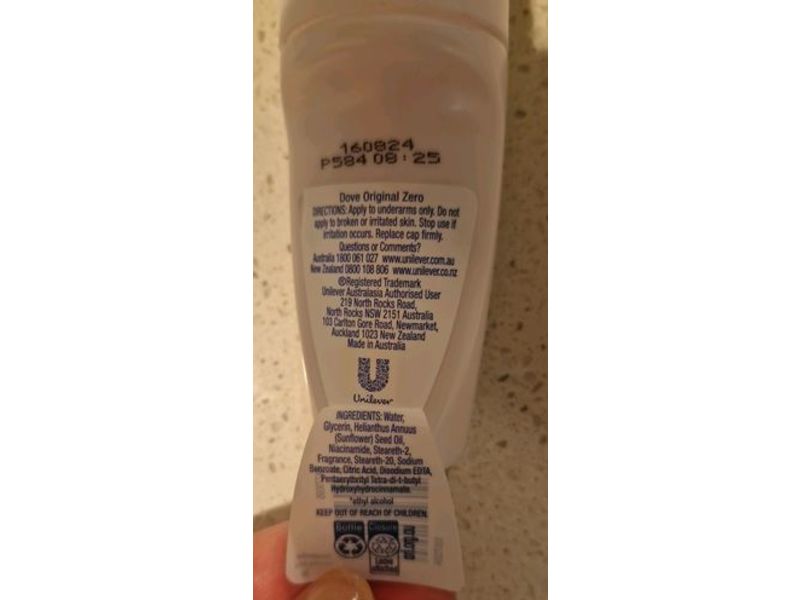 160824
P584 08:25
Dove Original Zero
DIRECTIONS: Apply to underarms only. Do not
apply to broken or irritated skin. Stop use if
irritation occurs. Replace cap firmly.
Questions or Comments?
Australia 1800 061 027 www.unilever.com.au
New Zealand 0800 108 806 www.unilever.co.nz
®Registered Trademark
Unilever Australasia Authorised User
219 North Rocks Road,
North Rocks NSW 2151 Australia
103 Carlton Gore Road, Newmarket,
Auckland 1023 New Zealand
Made in Australia
Unilever
INGREDIENTS: Water,
Glycerin, Helianthus Annuus
(Sunflower) Seed Oil,
Niacinamide, Steareth-2,
Fragrance, Steareth-20, Sodium
Benzoate, Citric Acid, Disodium EDTA,
Pentaerythrityl Tetra-di-t-butyl
Hydroxyhydrocinnamate.
*ethyl alcohol
KEEP OUT OF REACH OF CHILDREN.
Bottle Closure
Leave
attached